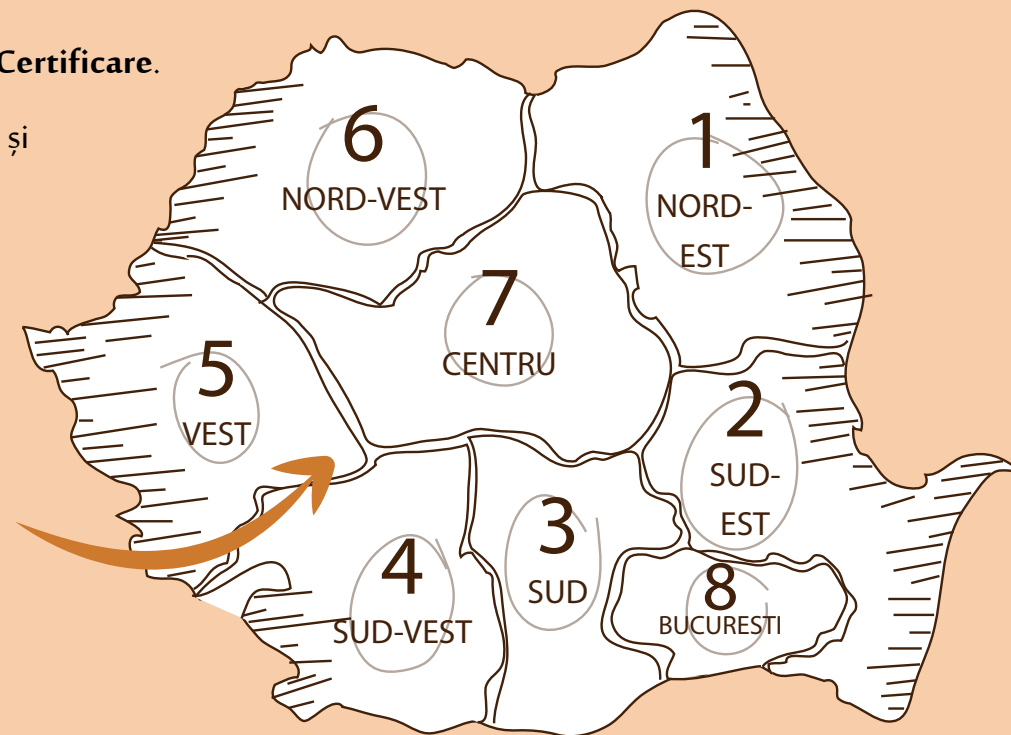 Certificare.
și
6
NORD-VEST
1
NORD-
EST
7
CENTRU
5
VEST
2
SUD-
EST
3
SUD
4
SUD-VEST
8
BUCURESTI